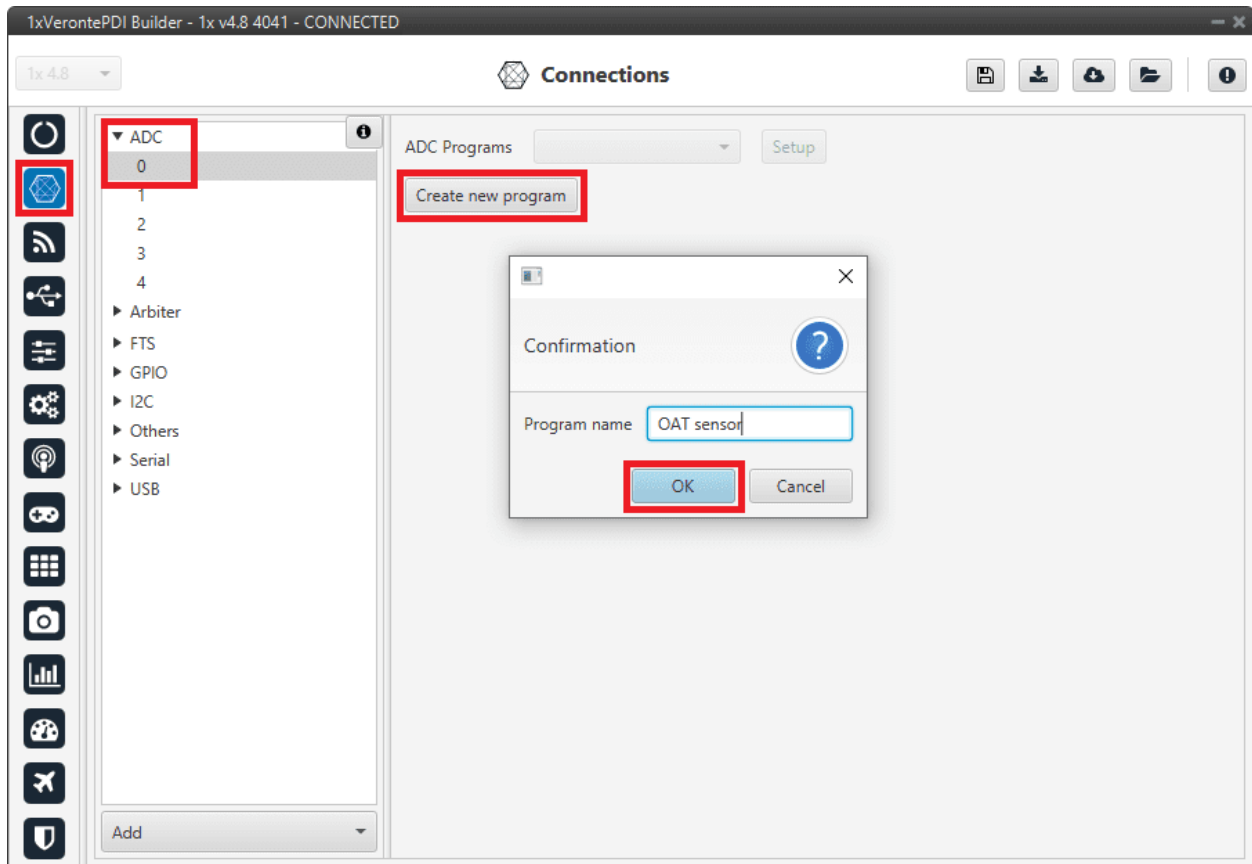 1xVerontePDI Builder - 1x v4.8 4041 - CONNECTED
1x 4.8
Connections
ADC
0
1
2
3
4
Arbiter
FTS
GPIO
I2C
Others
Serial
USB
Add
ADC Programs
Setup
Create new program
Confirmation
?
Program name
OAT sensor
OK
Cancel